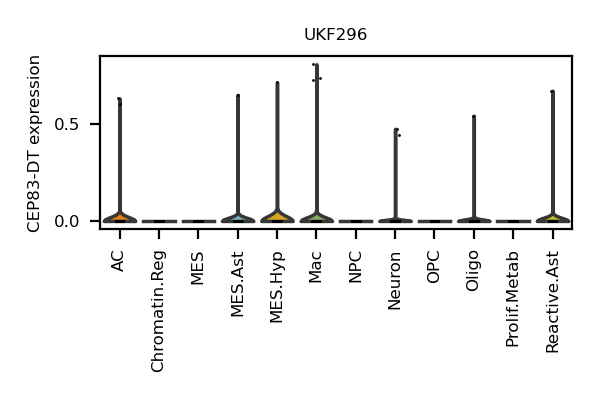 UKF296
CEP83-DT expression
0.5
0.0
AC
Chromatin.Reg
MES
MES.Ast
MES.Hyp
Mac
NPC
Neuron
OPC
Oligo
Prolif.Metab
Reactive.Ast